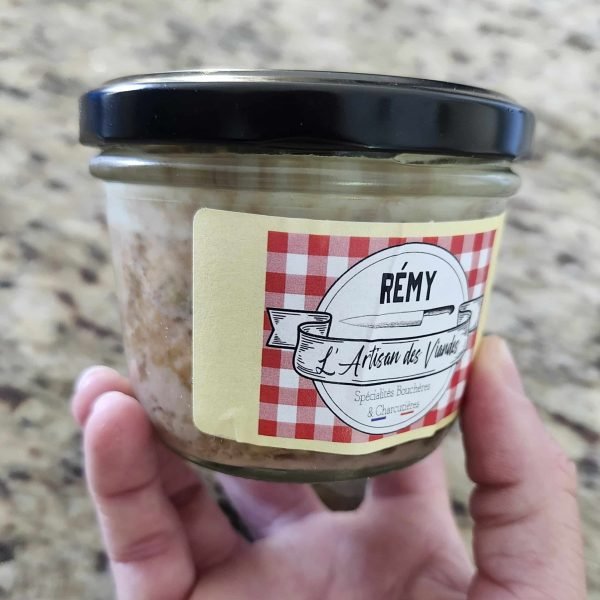 RÉMY
L'Artisan des Viandes
Spécialités Bouchères
& Charcutières